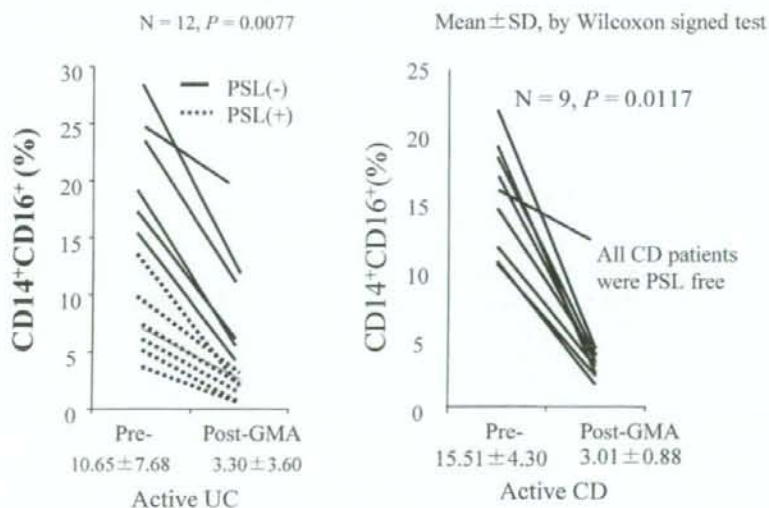 N = 12, P = 0.0077
30
25
20
15
10
5
0
CD14⁺CD16⁺ (%)
PSL(-)
PSL(+)
Pre-
Post-GMA
10.65±7.68
3.30±3.60
Active UC
Mean±SD, by Wilcoxon signed test
25
20
15
10
5
0
CD14⁺CD16⁺(%)
N = 9, P = 0.0117
All CD patients
were PSL free
Pre-
Post-GMA
15.51±4.30
3.01±0.88
Active CD